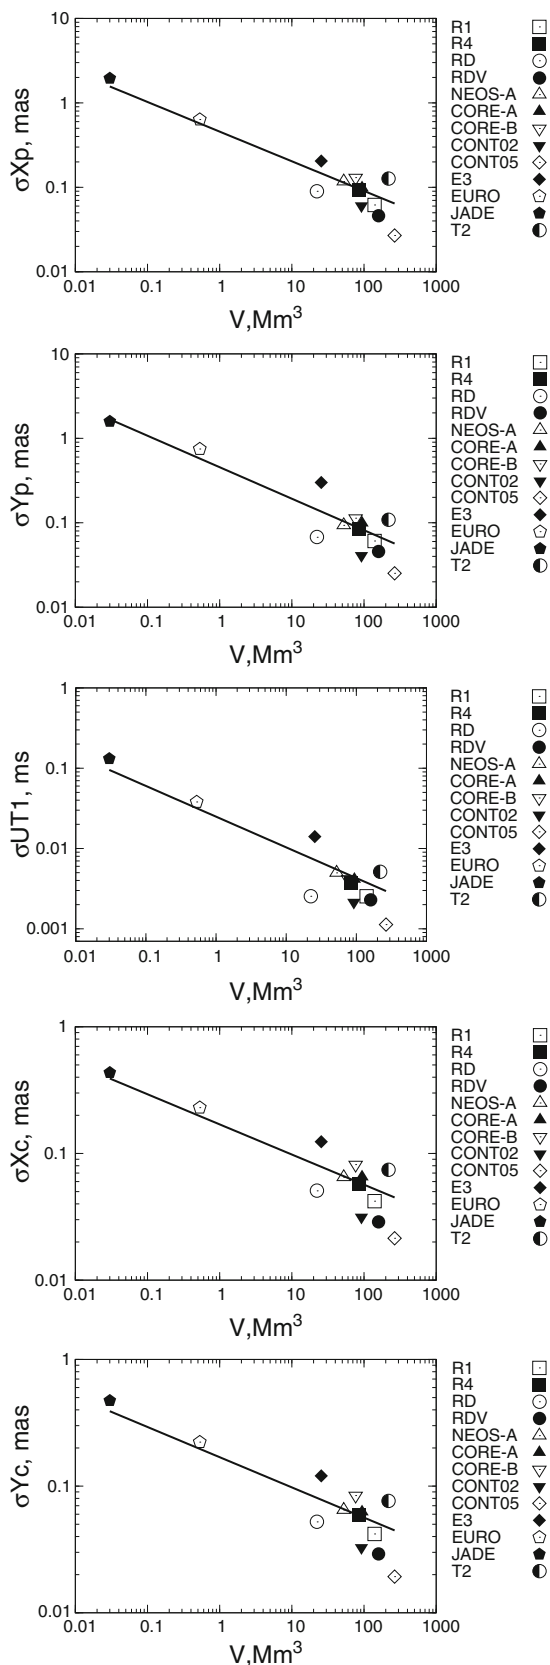 10
1
0.1
0.01
σXp, mas
0.01 0.1 1 10 100 1000
V,Mm³
R1
R4
RD
RDV
NEOS-A
CORE-A
CORE-B
CONT02
CONT05
E3
EURO
JADE
T2
10
1
0.1
0.01
σYp, mas
0.01 0.1 1 10 100 1000
V,Mm³
R1
R4
RD
RDV
NEOS-A
CORE-A
CORE-B
CONT02
CONT05
E3
EURO
JADE
T2
1
0.1
0.01
0.001
σUT1, ms
0.01 0.1 1 10 100 1000
V,Mm³
R1
R4
RD
RDV
NEOS-A
CORE-A
CORE-B
CONT02
CONT05
E3
EURO
JADE
T2
1
0.1
0.01
σXc, mas
0.01 0.1 1 10 100 1000
V,Mm³
R1
R4
RD
RDV
NEOS-A
CORE-A
CORE-B
CONT02
CONT05
E3
EURO
JADE
T2
1
0.1
0.01
σYc, mas
0.01 0.1 1 10 100 1000
V,Mm³
R1
R4
RD
RDV
NEOS-A
CORE-A
CORE-B
CONT02
CONT05
E3
EURO
JADE
T2